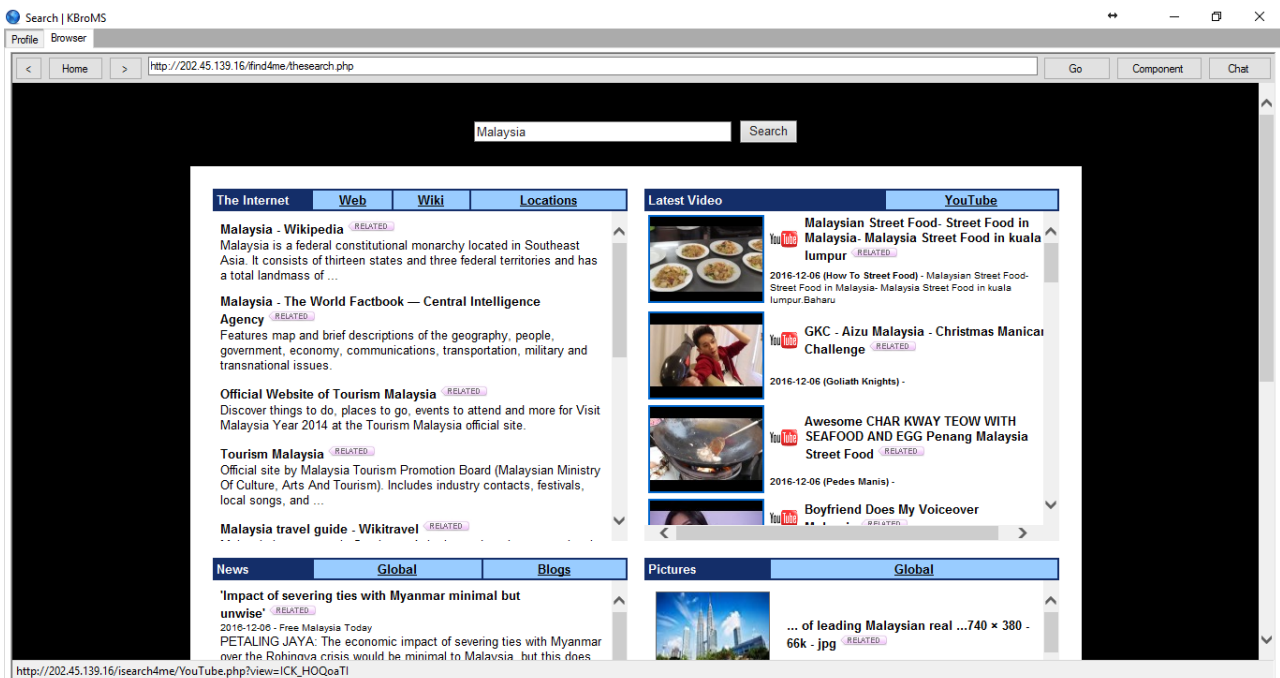 Search | KBroMS
Profile Browser
< Home > http://202.45.139.16/ifind4me/thesearch.php Go Component Chat
Malaysia Search
The Internet Web Wiki Locations
Malaysia - Wikipedia RELATED
Malaysia is a federal constitutional monarchy located in Southeast
Asia. It consists of thirteen states and three federal territories and has
a total landmass of ...
Malaysia - The World Factbook — Central Intelligence
Agency RELATED
Features map and brief descriptions of the geography, people,
government, economy, communications, transportation, military and
transnational issues.
Official Website of Tourism Malaysia RELATED
Discover things to do, places to go, events to attend and more for Visit
Malaysia Year 2014 at the Tourism Malaysia official site.
Tourism Malaysia RELATED
Official site by Malaysia Tourism Promotion Board (Malaysian Ministry
Of Culture, Arts And Tourism). Includes industry contacts, festivals,
local songs, and ...
Malaysia travel guide - Wikitravel RELATED
Latest Video YouTube
Malaysian Street Food- Street Food in
You Tube Malaysia- Malaysia Street Food in kuala
lumpur RELATED
2016-12-06 (How To Street Food) - Malaysian Street Food-
Street Food in Malaysia- Malaysia Street Food in kuala
lumpur.Baharu
You Tube GKC - Aizu Malaysia - Christmas Manican
Challenge RELATED
2016-12-06 (Goliath Knights) -
Awesome CHAR KWAY TEOW WITH
You Tube SEAFOOD AND EGG Penang Malaysia
Street Food RELATED
2016-12-06 (Pedes Manis) -
You Tube Boyfriend Does My Voiceover
RELATED
News Global Blogs
'Impact of severing ties with Myanmar minimal but
unwise' RELATED
2016-12-06 - Free Malaysia Today
PETALING JAYA: The economic impact of severing ties with Myanmar
over the Rohingya crisis would be minimal to Malaysia, but this does
Pictures Global
... of leading Malaysian real ...740 × 380 -
66k - jpg RELATED
http://202.45.139.16/isearch4me/YouTube.php?view=ICK_HOQoaTI